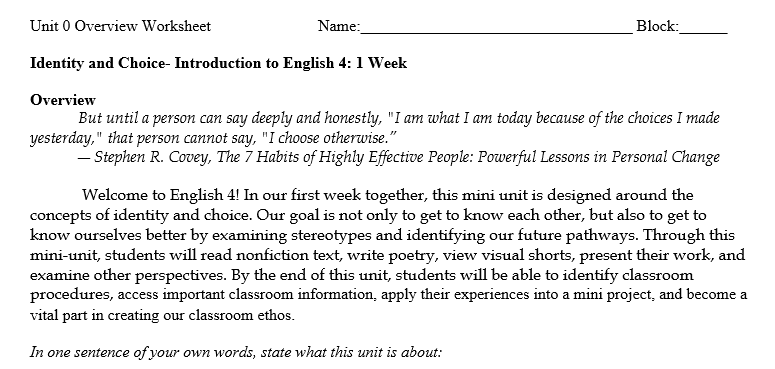 Unit 0 Overview Worksheet Name:_________________________________ Block:______
Identity and Choice- Introduction to English 4: 1 Week
Overview
But until a person can say deeply and honestly, "I am what I am today because of the choices I made
yesterday," that person cannot say, "I choose otherwise.”
— Stephen R. Covey, The 7 Habits of Highly Effective People: Powerful Lessons in Personal Change
Welcome to English 4! In our first week together, this mini unit is designed around the
concepts of identity and choice. Our goal is not only to get to know each other, but also to get to
know ourselves better by examining stereotypes and identifying our future pathways. Through this
mini-unit, students will read nonfiction text, write poetry, view visual shorts, present their work, and
examine other perspectives. By the end of this unit, students will be able to identify classroom
procedures, access important classroom information, apply their experiences into a mini project, and become a
vital part in creating our classroom ethos.
In one sentence of your own words, state what this unit is about: